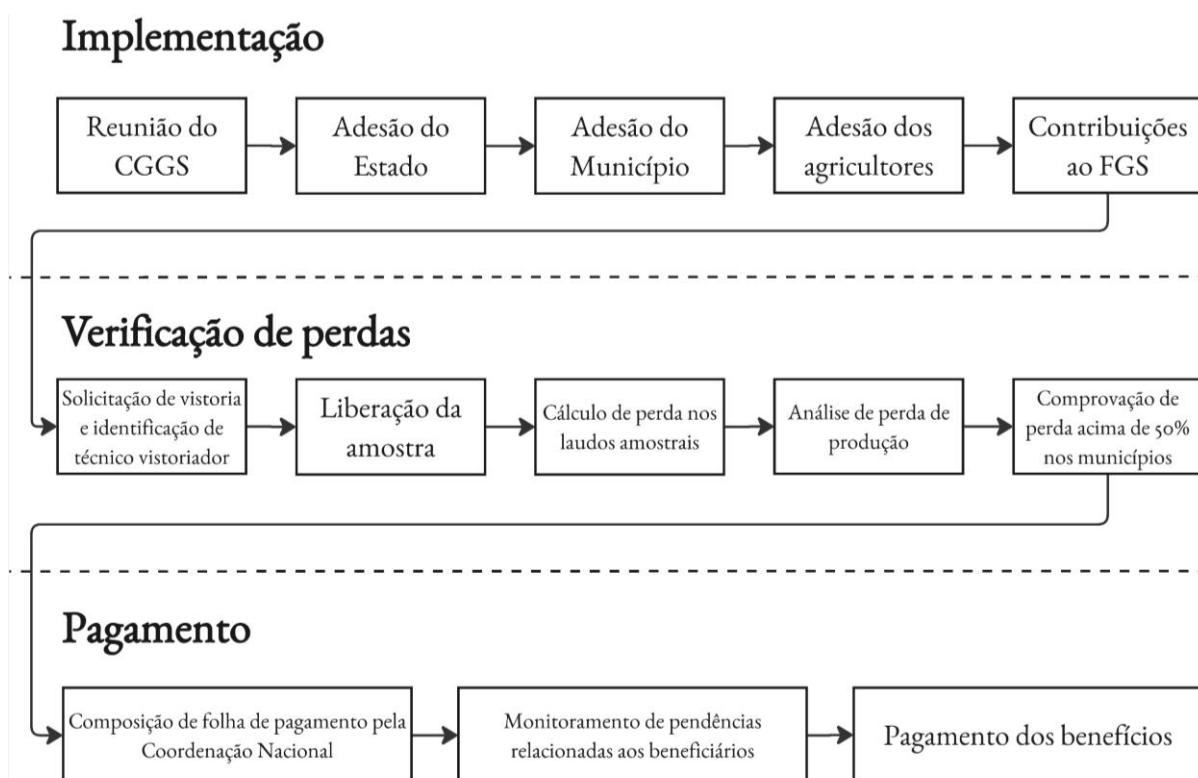 Implementação
Reunião do
CGGS
Adesão do
Estado
Adesão do
Município
Adesão dos
agricultores
Contribuições
ao FGS
Verificação de perdas
Solicitação de vistoria
e identificação de
técnico vistoriador
Liberação da
amostra
Cálculo de perda nos
laudos amostrais
Análise de perda de
produção
Comprovação de
perda acima de 50%
nos municípios
Pagamento
Composição de folha de pagamento pela
Coordenação Nacional
Monitoramento de pendências
relacionadas aos beneficiários
Pagamento dos benefícios